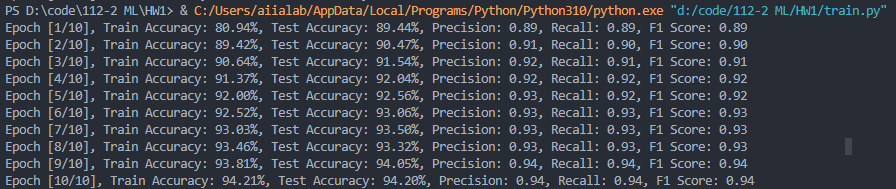 PS D:\code\112-2 ML\HW1> & C:/Users/aiialab/AppData/Local/Programs/Python/Python310/python.exe "d:/code/112-2 ML/HW1/train.py"
Epoch [1/10], Train Accuracy: 80.94%, Test Accuracy: 89.44%, Precision: 0.89, Recall: 0.89, F1 Score: 0.89
Epoch [2/10], Train Accuracy: 89.42%, Test Accuracy: 90.47%, Precision: 0.91, Recall: 0.90, F1 Score: 0.90
Epoch [3/10], Train Accuracy: 90.64%, Test Accuracy: 91.54%, Precision: 0.92, Recall: 0.91, F1 Score: 0.91
Epoch [4/10], Train Accuracy: 91.37%, Test Accuracy: 92.04%, Precision: 0.92, Recall: 0.92, F1 Score: 0.92
Epoch [5/10], Train Accuracy: 92.00%, Test Accuracy: 92.56%, Precision: 0.93, Recall: 0.92, F1 Score: 0.92
Epoch [6/10], Train Accuracy: 92.52%, Test Accuracy: 93.06%, Precision: 0.93, Recall: 0.93, F1 Score: 0.93
Epoch [7/10], Train Accuracy: 93.03%, Test Accuracy: 93.50%, Precision: 0.93, Recall: 0.93, F1 Score: 0.93
Epoch [8/10], Train Accuracy: 93.46%, Test Accuracy: 93.32%, Precision: 0.93, Recall: 0.93, F1 Score: 0.93
Epoch [9/10], Train Accuracy: 93.81%, Test Accuracy: 94.05%, Precision: 0.94, Recall: 0.94, F1 Score: 0.94
Epoch [10/10], Train Accuracy: 94.21%, Test Accuracy: 94.20%, Precision: 0.94, Recall: 0.94, F1 Score: 0.94